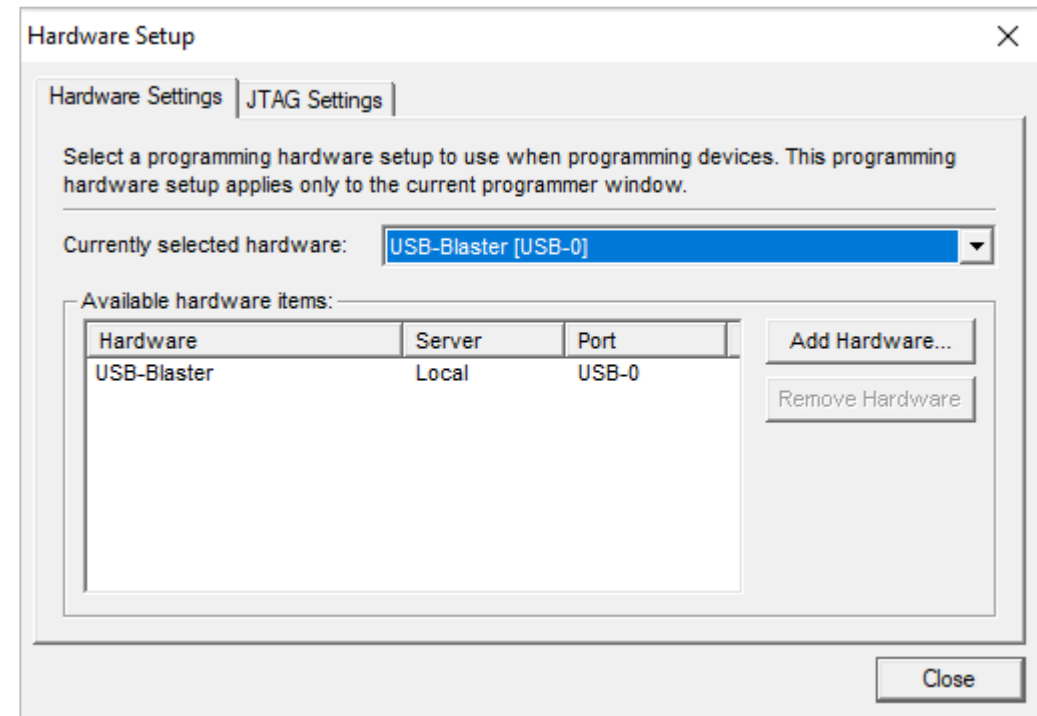 Hardware Setup
Hardware Settings JTAG Settings
Select a programming hardware setup to use when programming devices. This programming
hardware setup applies only to the current programmer window.
Currently selected hardware: USB-Blaster [USB-0]
Available hardware items:
Hardware Server Port Add Hardware...
USB-Blaster Local USB-0
Remove Hardware
Close